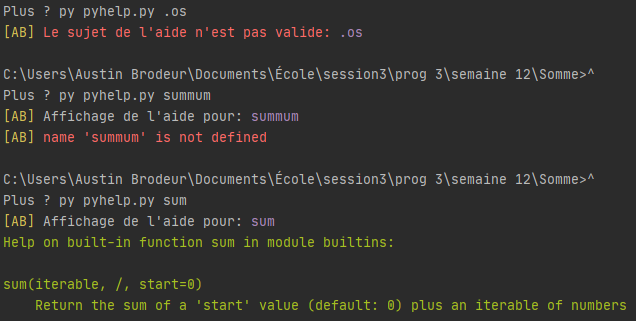 Plus ? py pyhelp.py .os
[AB] Le sujet de l'aide n'est pas valide: .os
C:\Users\Austin Brodeur\Documents\École\session3\prog 3\semaine 12\Somme>^
Plus ? py pyhelp.py summum
[AB] Affichage de l'aide pour: summum
[AB] name 'summum' is not defined
C:\Users\Austin Brodeur\Documents\École\session3\prog 3\semaine 12\Somme>^
Plus ? py pyhelp.py sum
[AB] Affichage de l'aide pour: sum
Help on built-in function sum in module builtins:
sum(iterable, /, start=0)
    Return the sum of a 'start' value (default: 0) plus an iterable of numbers